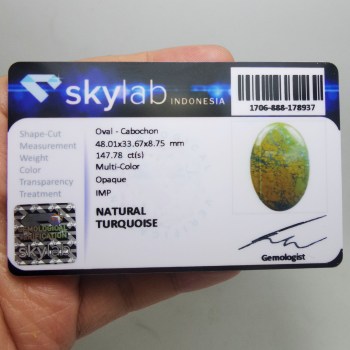 skylab INDONESIA
1706-888-178937
Shape-Cut Oval - Cabochon
Measurement 48.01x33.67x8.75 mm
Weight 147.78 ct(s)
Color Multi-Color
Transparency Opaque
Treatment IMP
NATURAL
TURQUOISE
skylab
Gemologist